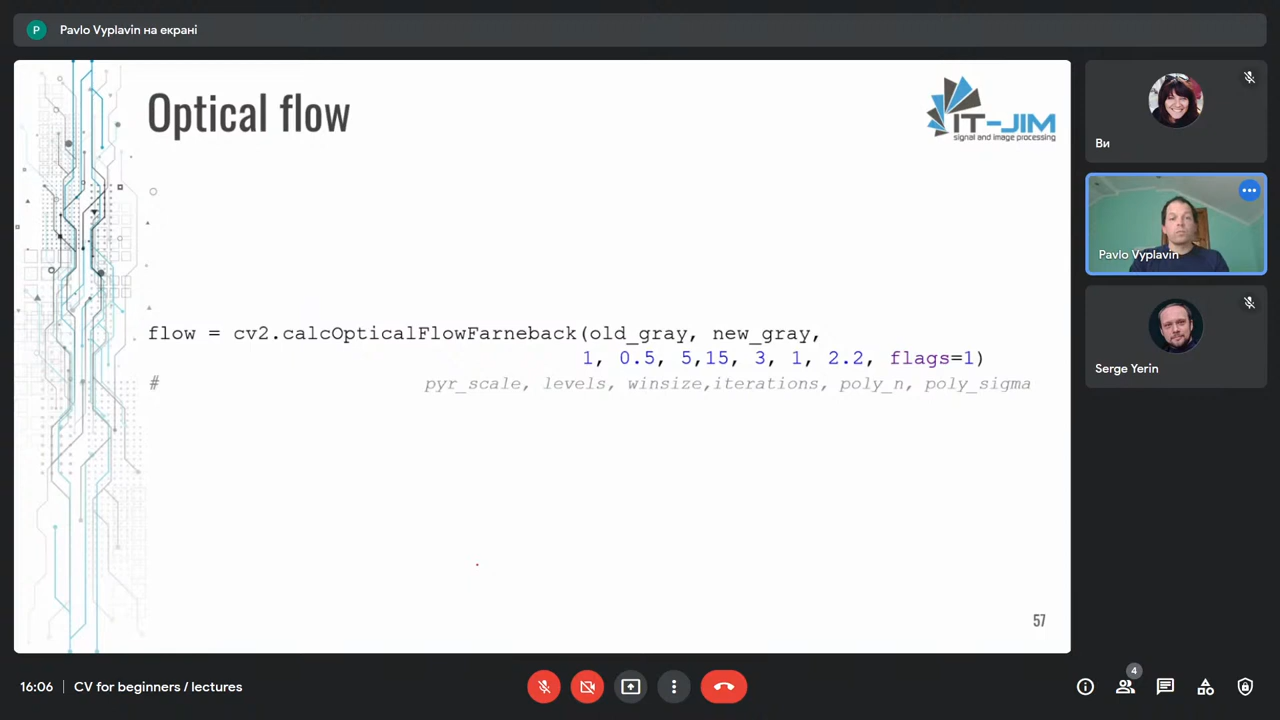 P Pavlo Vyplavin на екрані
Optical flow
IT-JIM
signal and image processing
flow = cv2.calcOpticalFlowFarneback(old_gray, new_gray,
1, 0.5, 5,15, 3, 1, 2.2, flags=1)
# pyr_scale, levels, winsize,iterations, poly_n, poly_sigma
57
Ви
Pavlo Vyplavin
Serge Yerin
16:06 | CV for beginners / lectures
4